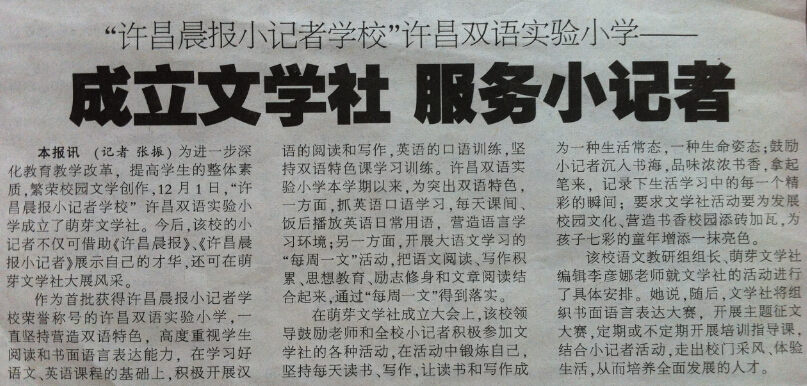 “许昌晨报小记者学校”许昌双语实验小学——
成立文学社 服务小记者
本报讯 (记者 张振)为进一步深
化教育教学改革，提高学生的整体素
质，繁荣校园文学创作，12月1日，“许
昌晨报小记者学校”许昌双语实验小
学成立了萌芽文学社。今后，该校的小
记者不仅可借助《许昌晨报》、《许昌晨
报小记者》展示自己的才华，还可在萌
芽文学社大展风采。
作为首批获得许昌晨报小记者学
校荣誉称号的许昌双语实验小学，一
直坚持营造双语特色，高度重视学生
阅读和书面语言表达能力，在学习好
语文、英语课程的基础上，积极开展汉
语的阅读和写作，英语的口语训练，坚
持双语特色课学习训练。许昌双语实
验小学本学期以来，为突出双语特色，
一方面，抓英语口语学习，每天课间、
饭后播放英语日常用语，营造语言学
习环境；另一方面，开展大语文学习的
“每周一文”活动，把语文阅读、写作积
累、思想教育、励志修身和文章阅读结
合起来，通过“每周一文”得到落实。
在萌芽文学社成立大会上，该校领
导鼓励老师和全校小记者积极参加文
学社的各种活动，在活动中锻炼自己，
坚持每天读书、写作，让读书和写作成
为一种生活常态，一种生命姿态；鼓励
小记者沉入书海，品味浓浓书香，拿起
笔来，记录下生活学习中的每一个精
彩的瞬间；要求文学社活动要为发展
校园文化、营造书香校园添砖加瓦，为
孩子七彩的童年增添一抹亮色。
该校语文教研组组长、萌芽文学社
编辑李彦娜老师就文学社的活动进行
了具体安排。她说，随后，文学社将组
织书面语言表达大赛，开展主题征文
大赛，定期或不定期开展培训指导课，
结合小记者活动，走出校门采风、体验
生活，从而培养全面发展的人才。